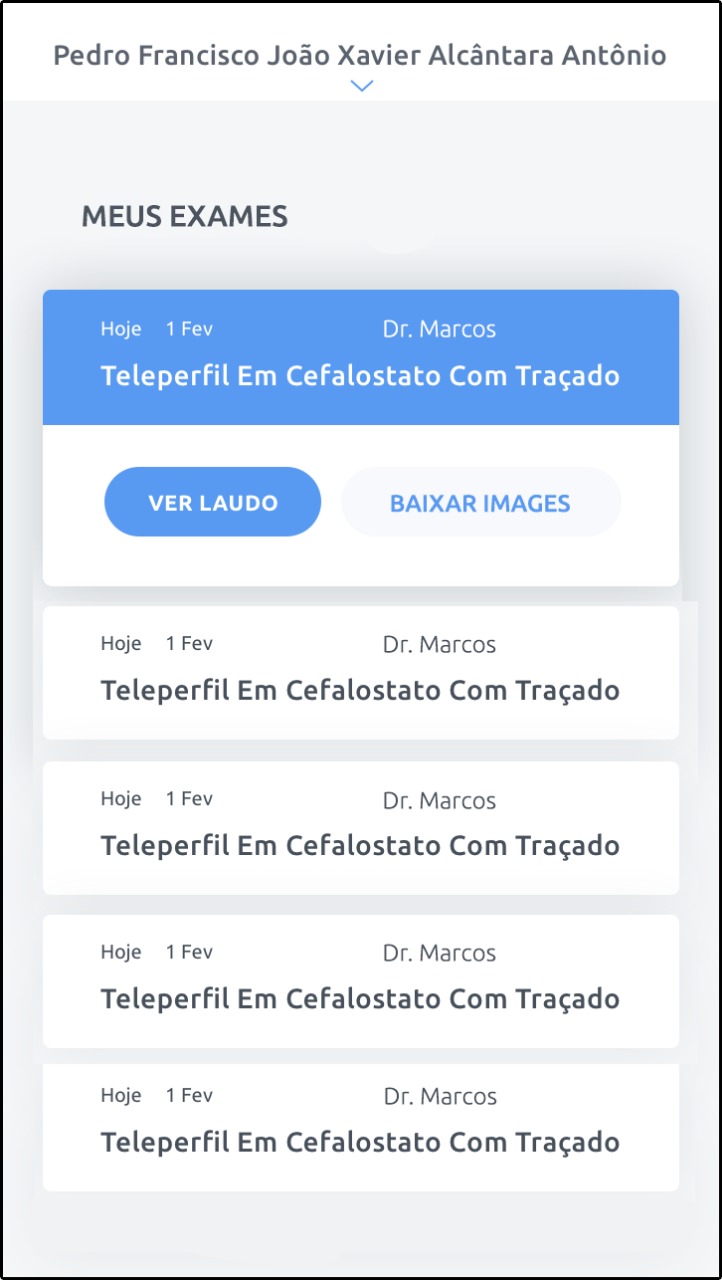 Pedro Francisco João Xavier Alcântara Antônio
MEUS EXAMES
Hoje 1 Fev Dr. Marcos
Teleperfil Em Cefalostato Com Traçado
VER LAUDO BAIXAR IMAGES
Hoje 1 Fev Dr. Marcos
Teleperfil Em Cefalostato Com Traçado
Hoje 1 Fev Dr. Marcos
Teleperfil Em Cefalostato Com Traçado
Hoje 1 Fev Dr. Marcos
Teleperfil Em Cefalostato Com Traçado
Hoje 1 Fev Dr. Marcos
Teleperfil Em Cefalostato Com Traçado